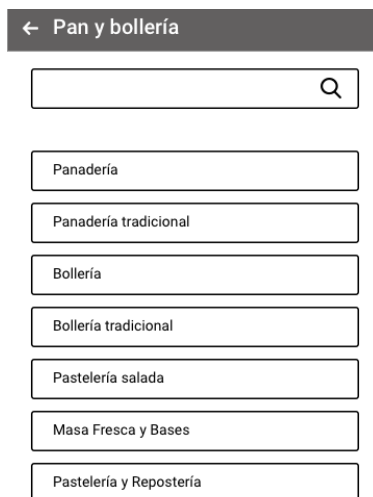 Pan y bollería
Panadería
Panadería tradicional
Bollería
Bollería tradicional
Pastelería salada
Masa Fresca y Bases
Pastelería y Repostería